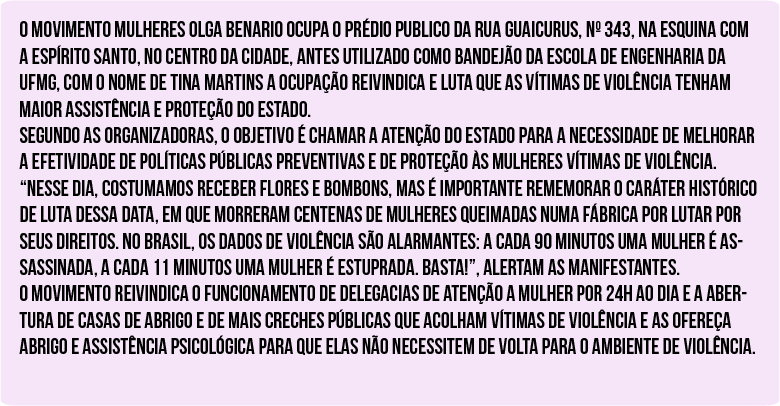 O MOVIMENTO MULHERES OLGA BENARIO OCUPA O PRÉDIO PUBLICO DA RUA GUAICURUS, Nº 343, NA ESQUINA COM
A ESPÍRITO SANTO, NO CENTRO DA CIDADE, ANTES UTILIZADO COMO BANDEJÃO DA ESCOLA DE ENGENHARIA DA
UFMG, COM O NOME DE TINA MARTINS A OCUPAÇÃO REIVINDICA E LUTA QUE AS VÍTIMAS DE VIOLÊNCIA TENHAM
MAIOR ASSISTÊNCIA E PROTEÇÃO DO ESTADO.
SEGUNDO AS ORGANIZADORAS, O OBJETIVO É CHAMAR A ATENÇÃO DO ESTADO PARA A NECESSIDADE DE MELHORAR
A EFETIVIDADE DE POLÍTICAS PÚBLICAS PREVENTIVAS E DE PROTEÇÃO ÀS MULHERES VÍTIMAS DE VIOLÊNCIA.
“NESSE DIA, COSTUMAMOS RECEBER FLORES E BOMBONS, MAS É IMPORTANTE REMEMORAR O CARÁTER HISTÓRICO
DE LUTA DESSA DATA, EM QUE MORRERAM CENTENAS DE MULHERES QUEIMADAS NUMA FÁBRICA POR LUTAR POR
SEUS DIREITOS. NO BRASIL, OS DADOS DE VIOLÊNCIA SÃO ALARMANTES: A CADA 90 MINUTOS UMA MULHER É AS-
SASSINADA, A CADA 11 MINUTOS UMA MULHER É ESTUPRADA. BASTA!”, ALERTAM AS MANIFESTANTES.
O MOVIMENTO REIVINDICA O FUNCIONAMENTO DE DELEGACIAS DE ATENÇÃO A MULHER POR 24H AO DIA E A ABER-
TURA DE CASAS DE ABRIGO E DE MAIS CRECHES PÚBLICAS QUE ACOLHAM VÍTIMAS DE VIOLÊNCIA E AS OFEREÇA
ABRIGO E ASSISTÊNCIA PSICOLÓGICA PARA QUE ELAS NÃO NECESSITEM DE VOLTA PARA O AMBIENTE DE VIOLÊNCIA.